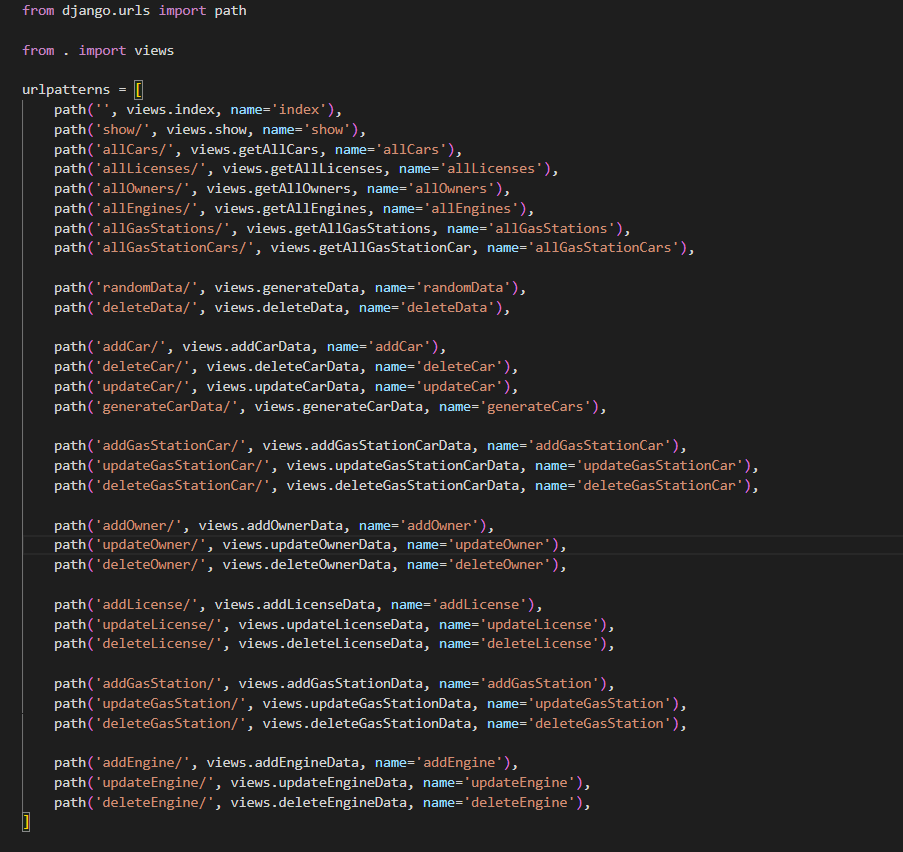 from django.urls import path
from . import views
urlpatterns = [
path('', views.index, name='index'),
path('show/', views.show, name='show'),
path('allCars/', views.getAllCars, name='allCars'),
path('allLicenses/', views.getAllLicenses, name='allLicenses'),
path('allOwners/', views.getAllOwners, name='allOwners'),
path('allEngines/', views.getAllEngines, name='allEngines'),
path('allGasStations/', views.getAllGasStations, name='allGasStations'),
path('allGasStationCars/', views.getAllGasStationCar, name='allGasStationCars'),
path('randomData/', views.generateData, name='randomData'),
path('deleteData/', views.deleteData, name='deleteData'),
path('addCar/', views.addCarData, name='addCar'),
path('deleteCar/', views.deleteCarData, name='deleteCar'),
path('updateCar/', views.updateCarData, name='updateCar'),
path('generateCarData/', views.generateCarData, name='generateCars'),
path('addGasStationCar/', views.addGasStationCarData, name='addGasStationCar'),
path('updateGasStationCar/', views.updateGasStationCarData, name='updateGasStationCar'),
path('deleteGasStationCar/', views.deleteGasStationCarData, name='deleteGasStationCar'),
path('addOwner/', views.addOwnerData, name='addOwner'),
path('updateOwner/', views.updateOwnerData, name='updateOwner'),
path('deleteOwner/', views.deleteOwnerData, name='deleteOwner'),
path('addLicense/', views.addLicenseData, name='addLicense'),
path('updateLicense/', views.updateLicenseData, name='updateLicense'),
path('deleteLicense/', views.deleteLicenseData, name='deleteLicense'),
path('addGasStation/', views.addGasStationData, name='addGasStation'),
path('updateGasStation/', views.updateGasStationData, name='updateGasStation'),
path('deleteGasStation/', views.deleteGasStationData, name='deleteGasStation'),
path('addEngine/', views.addEngineData, name='addEngine'),
path('updateEngine/', views.updateEngineData, name='updateEngine'),
path('deleteEngine/', views.deleteEngineData, name='deleteEngine'),
]